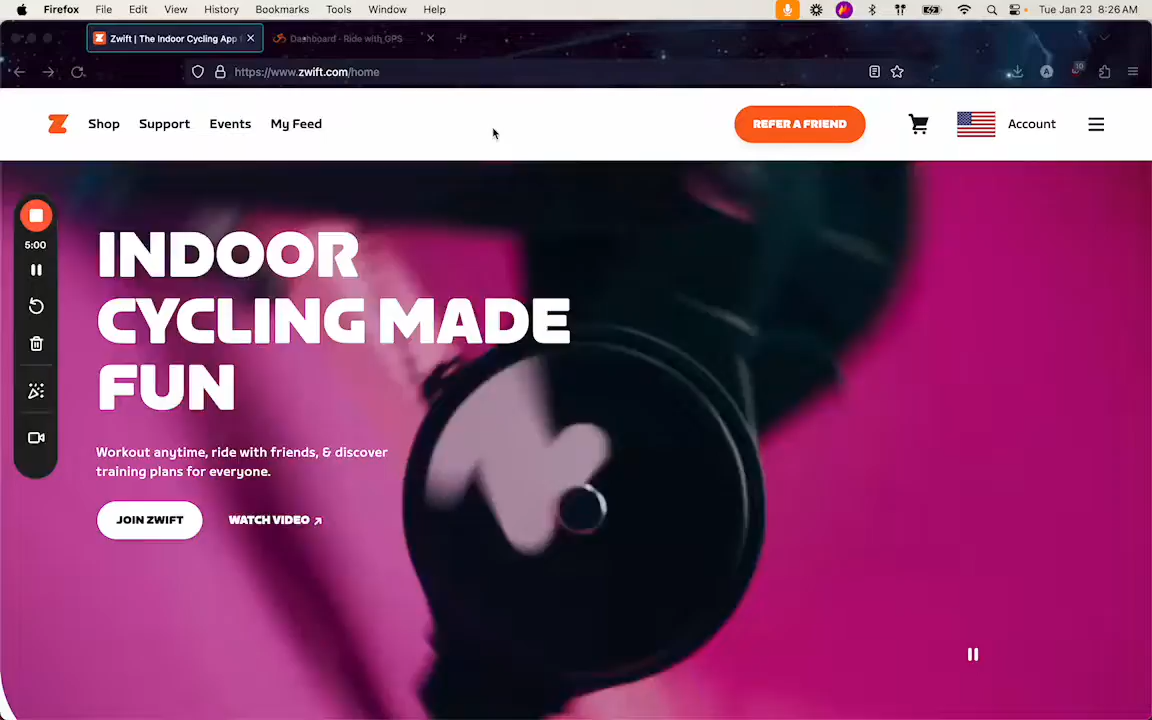 Firefox File Edit View History Bookmarks Tools Window Help Tue Jan 23 8:26 AM
Zwift | The Indoor Cycling App Dashboard - Ride with GPS
https://www.zwift.com/home
Shop Support Events My Feed REFER A FRIEND Account
5:00
INDOOR
CYCLING MADE
FUN
Workout anytime, ride with friends, & discover
training plans for everyone.
JOIN ZWIFT WATCH VIDEO